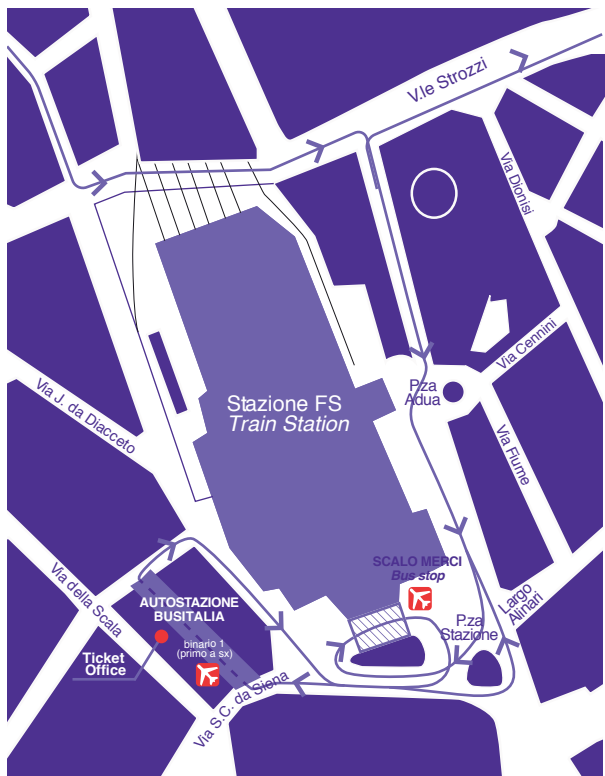 V.le Strozzi
Via Dionisi
Via Cennini
P.za
Adua
Stazione FS
Train Station
Via J. da Diacceto
Via Fiume
SCALO MERCI
Bus stop
Via della Scala
AUTOSTAZIONE
BUSITALIA
Largo
Alinari
P.za
Stazione
binario 1
(primo a sx)
Ticket
Office
Via S.C. da Siena